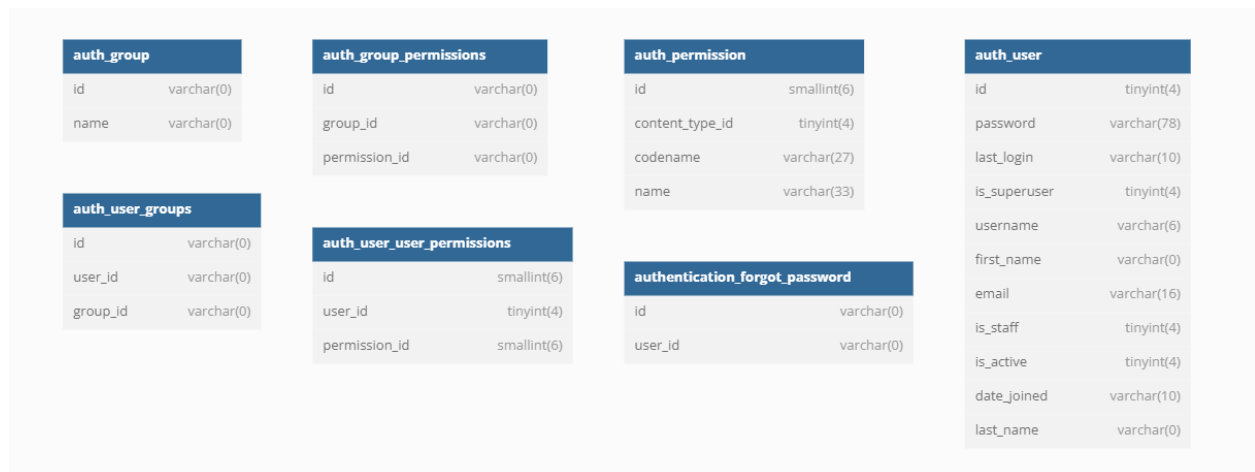 auth_group
id varchar(0)
name varchar(0)
auth_user_groups
id varchar(0)
user_id varchar(0)
group_id varchar(0)
auth_group_permissions
id varchar(0)
group_id varchar(0)
permission_id varchar(0)
auth_user_user_permissions
id smallint(6)
user_id tinyint(4)
permission_id smallint(6)
auth_permission
id smallint(6)
content_type_id tinyint(4)
codename varchar(27)
name varchar(33)
authentication_forgot_password
id varchar(0)
user_id varchar(0)
auth_user
id tinyint(4)
password varchar(78)
last_login varchar(10)
is_superuser tinyint(4)
username varchar(6)
first_name varchar(0)
email varchar(16)
is_staff tinyint(4)
is_active tinyint(4)
date_joined varchar(10)
last_name varchar(0)